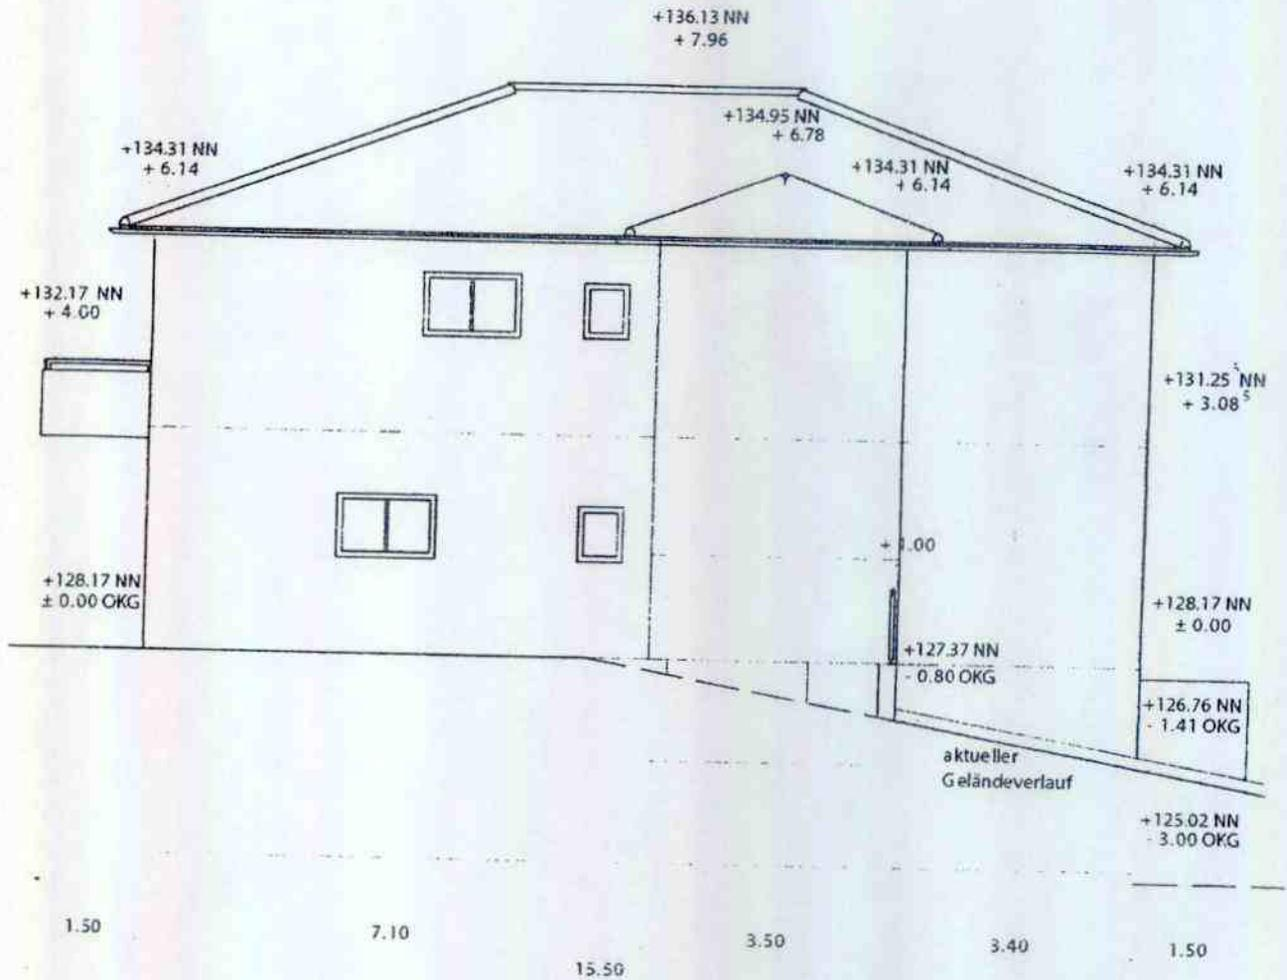 +136.13 NN
+ 7.96
+134.95 NN
+ 6.78
+134.31 NN
+ 6.14
+134.31 NN
+ 6.14
+134.31 NN
+ 6.14
+132.17 NN
+ 4.00
+131.25⁵ NN
+ 3.08⁵
+ 1.00
+128.17 NN
± 0.00 OKG
+128.17 NN
± 0.00
+127.37 NN
- 0.80 OKG
+126.76 NN
- 1.41 OKG
aktueller
Geländeverlauf
+125.02 NN
- 3.00 OKG
1.50
7.10
3.50
3.40
1.50
15.50